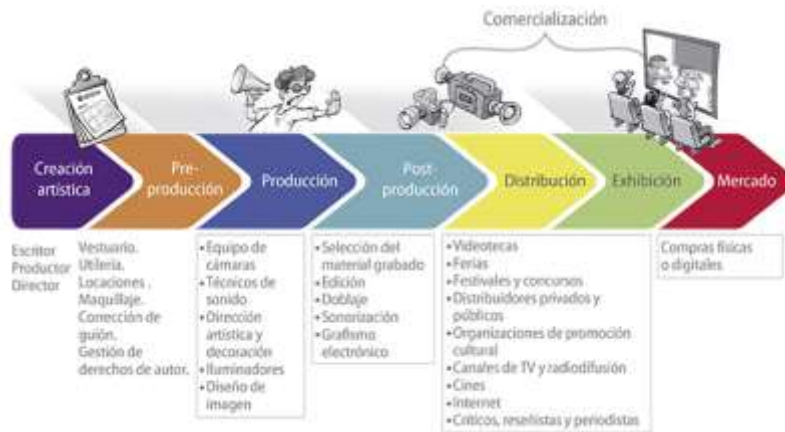 Comercialización
Creación
artística
Pre-
producción
Producción
Post-
producción
Distribución
Exhibición
Mercado
Escritor
Productor
Director
Vestuario.
Utilería.
Locaciones .
Maquillaje.
Corrección de
guión.
Gestión de
derechos de autor.
•Equipo de
cámaras
•Técnicos de
sonido
•Dirección
artística y
decoración
•Iluminadores
•Diseño de
imagen
•Selección del
material grabado
•Edición
•Doblaje
•Sonorización
•Grafismo
electrónico
•Videotecas
•Ferias
•Festivales y concursos
•Distribuidores privados y
públicos
•Organizaciones de promoción
cultural
•Canales de TV y radiodifusión
•Cines
•Internet
•Críticos, reseñistas y periodistas
Compras físicas
o digitales